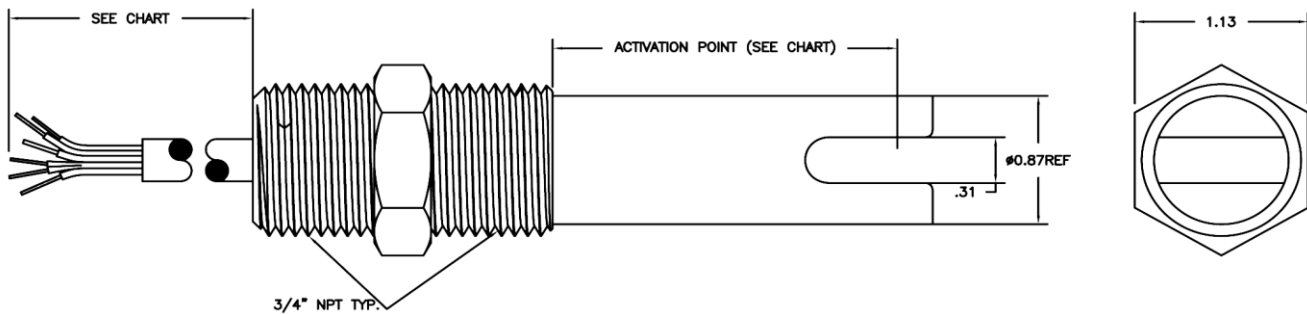 SEE CHART
ACTIVATION POINT (SEE CHART)
1.13
ø0.87REF
.31
3/4" NPT TYP.